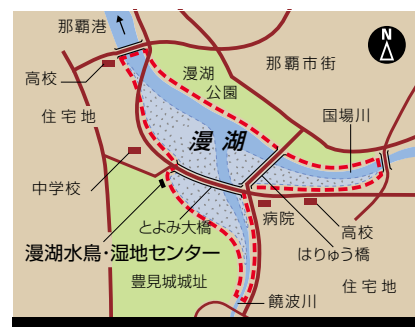 那覇港
N
高校
漫湖
公園
那覇市街
住宅地
国場川
漫湖
中学校
とよみ大橋
病院
高校
はりゅう橋
漫湖水鳥・湿地センター
豊見城城址
住宅地
饒波川